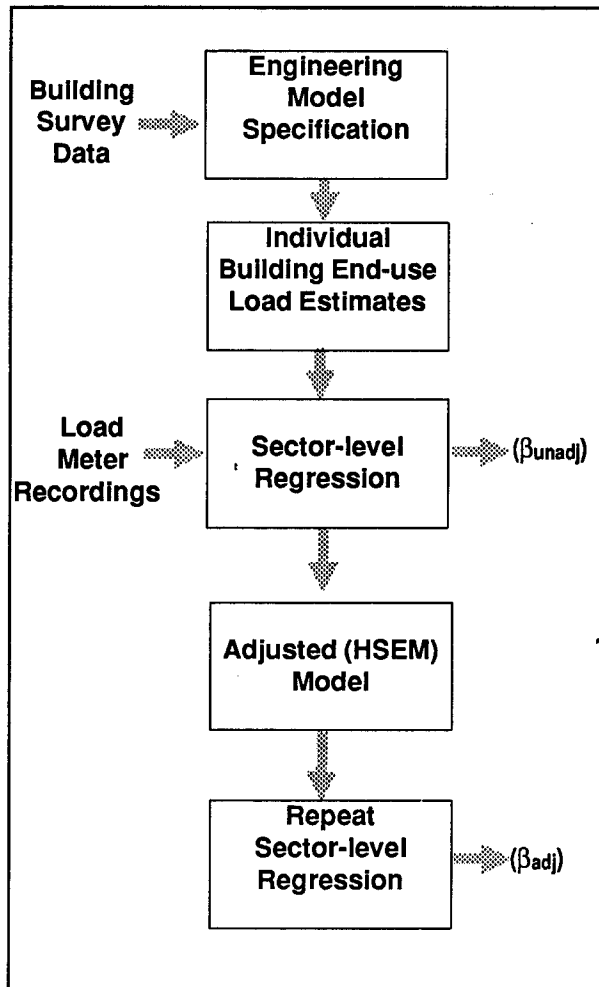 Engineering
Model
Specification
Building
Survey
Data
Individual
Building End-use
Load Estimates
Load
Meter
Recordings
Sector-level
Regression
(βunadj)
Adjusted (HSEM)
Model
Repeat
Sector-level
Regression
(βadj)